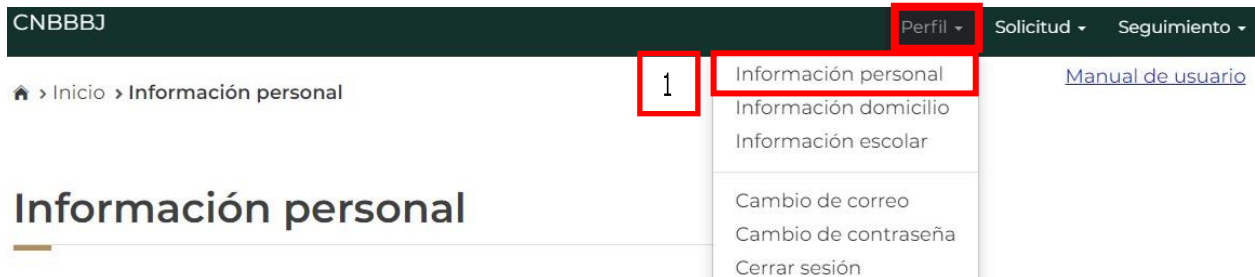 CNBBBJ
Perfil Solicitud Seguimiento
1
Información personal
Manual de usuario
> Inicio > Información personal
Información domicilio
Información escolar
Información personal
Cambio de correo
Cambio de contraseña
Cerrar sesión